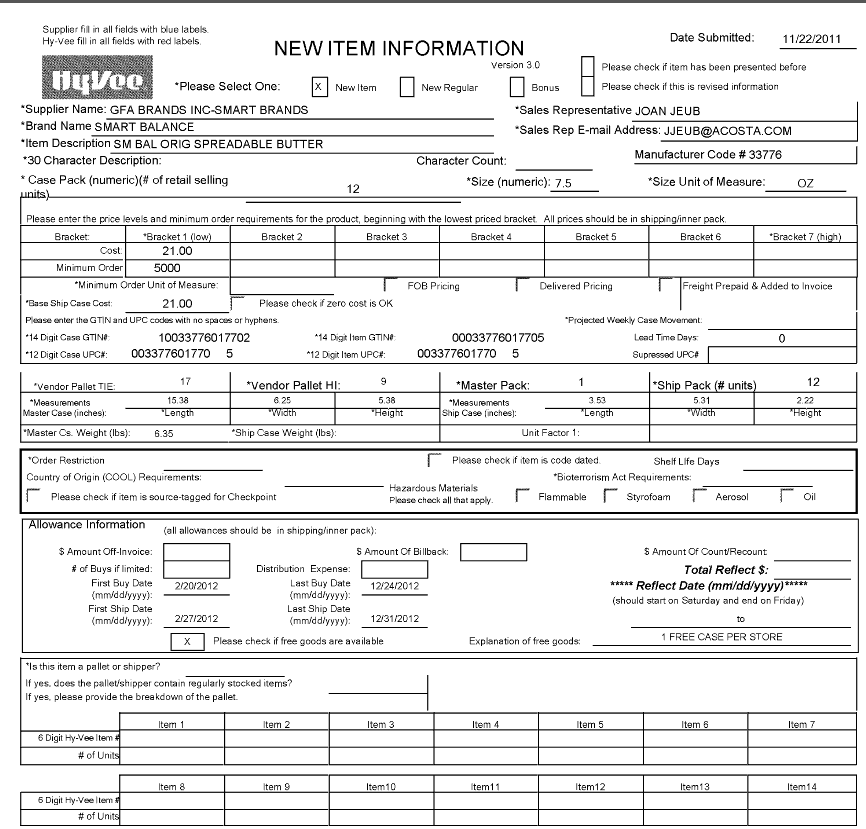 Supplier fill in all fields with blue labels.
Hy-Vee fill in all fields with red labels.
NEW ITEM INFORMATION
Date Submitted: 11/22/2011
Version 3.0
Please check if item has been presented before
HyVee
*Please Select One: X New Item New Regular Bonus Please check if this is revised information
*Supplier Name: GFA BRANDS INC-SMART BRANDS *Sales Representative JOAN JEUB
*Brand Name SMART BALANCE *Sales Rep E-mail Address: JJEUB@ACOSTA.COM
*Item Description SM BAL ORIG SPREADABLE BUTTER
*30 Character Description: Character Count: Manufacturer Code # 33776
* Case Pack (numeric)(# of retail selling units) 12 *Size (numeric): 7.5 *Size Unit of Measure: OZ
Please enter the price levels and minimum order requirements for the product, beginning with the lowest priced bracket. All prices should be in shipping/inner pack.
Bracket: *Bracket 1 (low) Bracket 2 Bracket 3 Bracket 4 Bracket 5 Bracket 6 *Bracket 7 (high)
Cost: 21.00
Minimum Order 5000
*Minimum Order Unit of Measure: FOB Pricing Delivered Pricing Freight Prepaid & Added to Invoice
*Base Ship Case Cost: 21.00 Please check if zero cost is OK
Please enter the GTIN and UPC codes with no spaces or hyphens. *Projected Weekly Case Movement:
*14 Digit Case GTIN#: 10033776017702 *14 Digit Item GTIN#: 00033776017705 Lead Time Days: 0
*12 Digit Case UPC#: 003377601770 5 *12 Digit Item UPC#: 003377601770 5 Supressed UPC#
*Vendor Pallet TIE: 17 *Vendor Pallet HI: 9 *Master Pack: 1 *Ship Pack (# units) 12
*Measurements 15.38 6.25 5.38 *Measurements 3.53 5.31 2.22
Master Case (inches): *Length *Width *Height Ship Case (inches): *Length *Width *Height
*Master Cs. Weight (lbs): 6.35 *Ship Case Weight (lbs): Unit Factor 1:
*Order Restriction Please check if item is code dated. Shelf LIfe Days
Country of Origin (COOL) Requirements: *Bioterrorism Act Requirements:
Hazardous Materials
Please check if item is source-tagged for Checkpoint Please check all that apply. Flammable Styrofoam Aerosol Oil
Allowance Information (all allowances should be in shipping/inner pack):
$ Amount Off-Invoice: $ Amount Of Billback: $ Amount Of Count/Recount:
# of Buys if limited: Distribution Expense: Total Reflect $:
First Buy Date (mm/dd/yyyy): 2/20/2012 Last Buy Date (mm/dd/yyyy): 12/24/2012 ***** Reflect Date (mm/dd/yyyy)*****
(should start on Saturday and end on Friday)
First Ship Date (mm/dd/yyyy): 2/27/2012 Last Ship Date (mm/dd/yyyy): 12/31/2012 to
X Please check if free goods are available Explanation of free goods: 1 FREE CASE PER STORE
*Is this item a pallet or shipper?
If yes, does the pallet/shipper contain regularly stocked items?
If yes, please provide the breakdown of the pallet.
Item 1 Item 2 Item 3 Item 4 Item 5 Item 6 Item 7
6 Digit Hy-Vee Item #
# of Units
Item 8 Item 9 Item10 Item11 Item12 Item13 Item14
6 Digit Hy-Vee Item #
# of Units